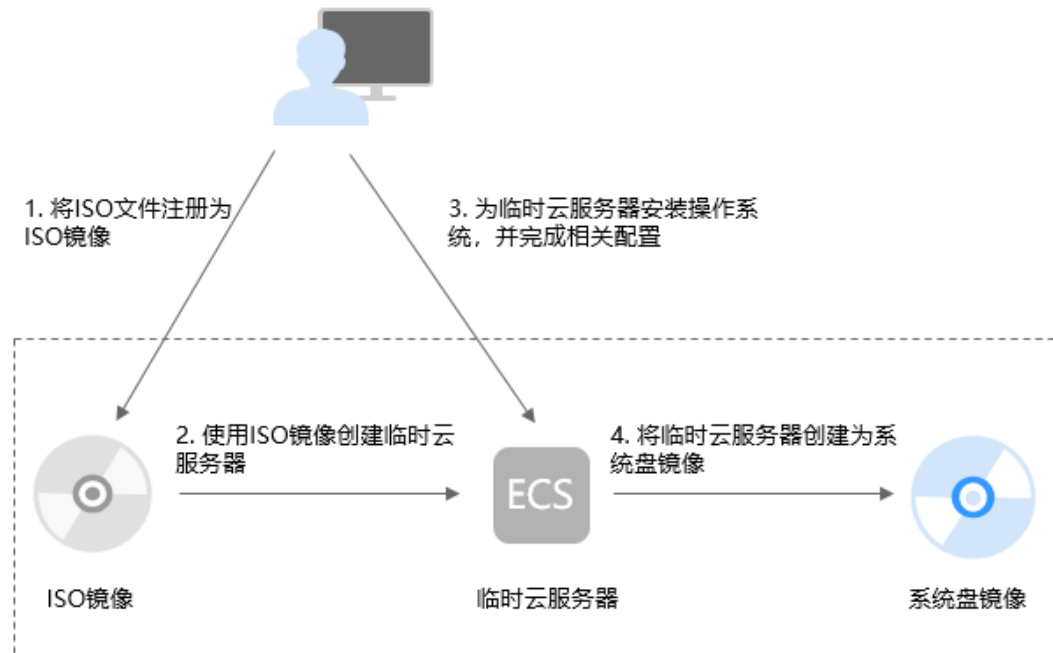 1. 将ISO文件注册为
ISO镜像
3. 为临时云服务器安装操作系
统，并完成相关配置
2. 使用ISO镜像创建临时云
服务器
4. 将临时云服务器创建为系
统盘镜像
ECS
ISO镜像
临时云服务器
系统盘镜像